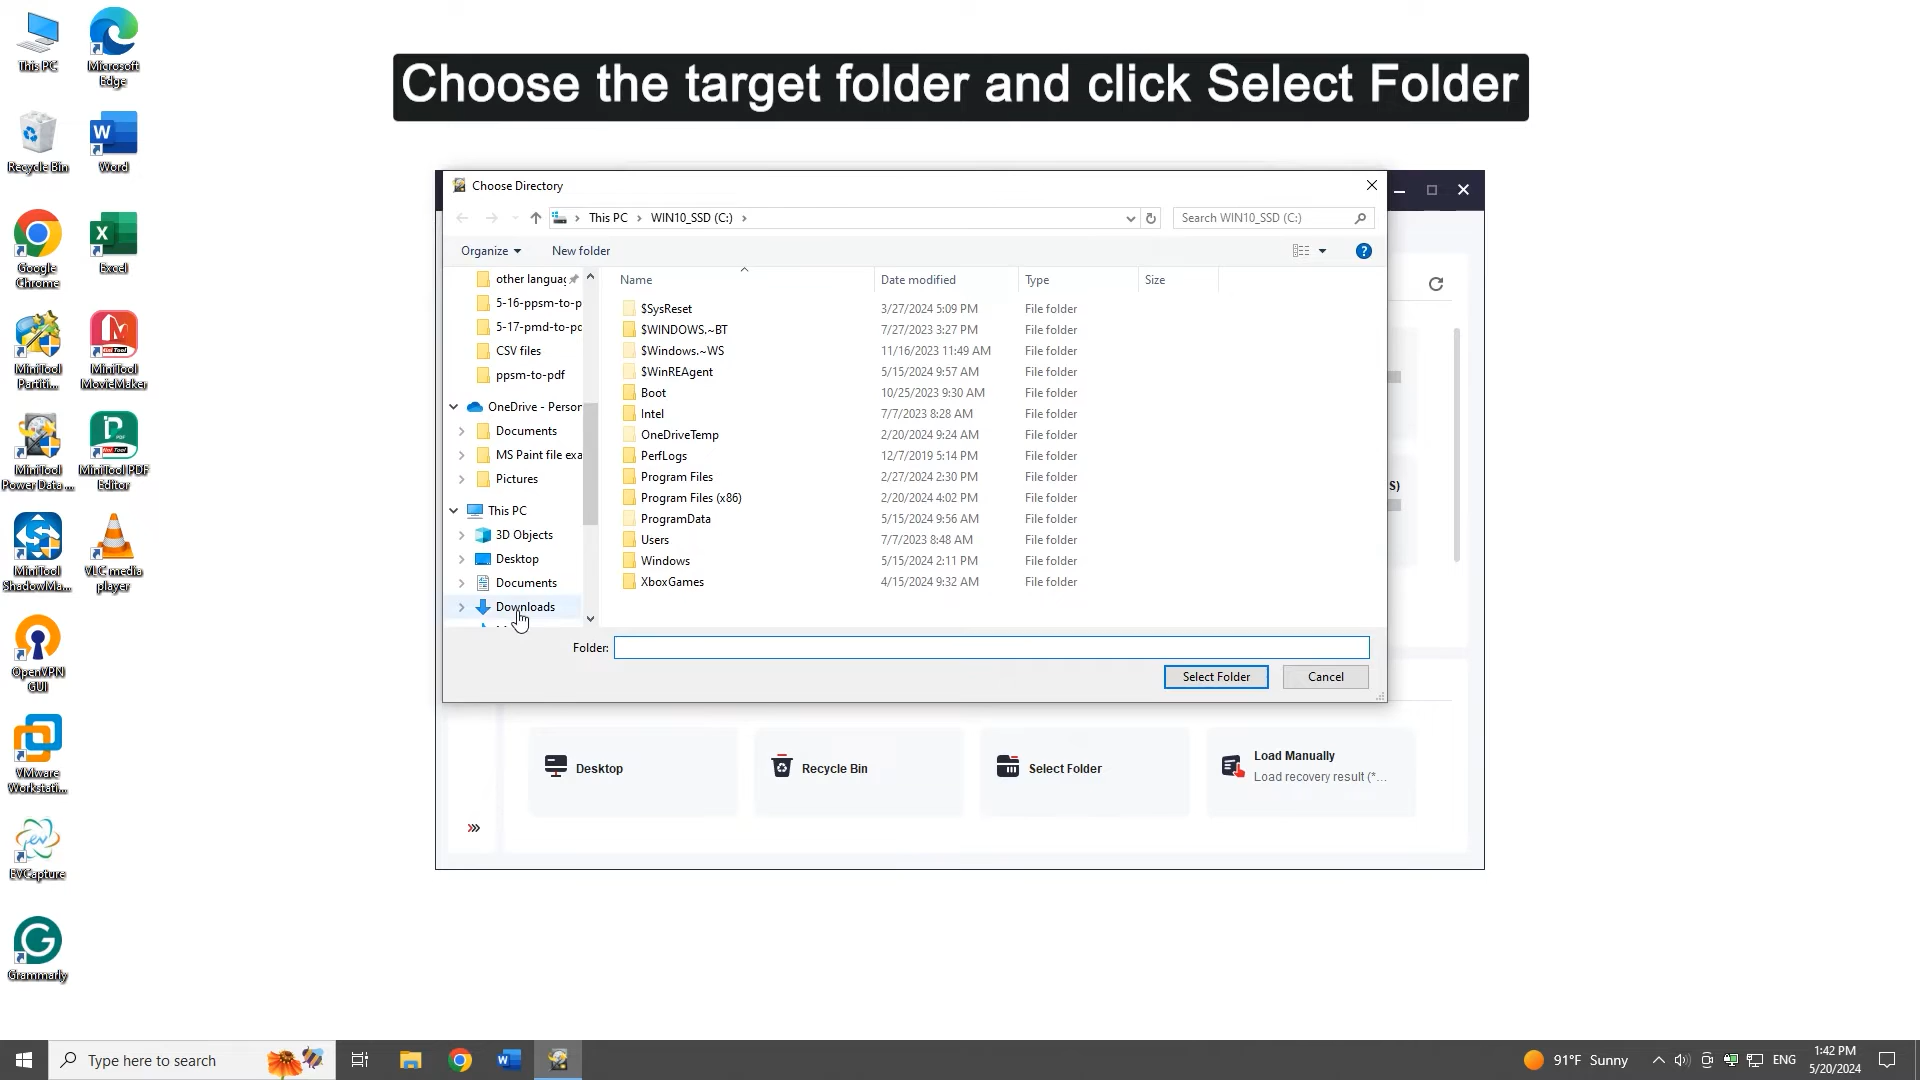 Choose the target folder and click Select Folder
This PC
Microsoft
Edge
Recycle Bin
Word
Google
Chrome
Excel
MiniTool
Partiti...
MiniTool
MovieMaker
MiniTool
Power Data ...
MiniTool PDF
Editor
MiniTool
ShadowMa...
VLC media
player
OpenVPN
GUI
VMware
Workstati...
EVCapture
Grammarly
Choose Directory
This PC > WIN10_SSD (C:) >
Search WIN10_SSD (C:)
Organize
New folder
other languag
5-16-ppsm-to-p
5-17-pmd-to-pd
CSV files
ppsm-to-pdf
OneDrive - Person
Documents
MS Paint file exa
Pictures
This PC
3D Objects
Desktop
Documents
Downloads
Name Date modified Type Size
$SysReset 3/27/2024 5:09 PM File folder
$WINDOWS.~BT 7/27/2023 3:27 PM File folder
$Windows.~WS 11/16/2023 11:49 AM File folder
$WinREAgent 5/15/2024 9:57 AM File folder
Boot 10/25/2023 9:30 AM File folder
Intel 7/7/2023 8:28 AM File folder
OneDriveTemp 2/20/2024 9:24 AM File folder
PerfLogs 12/7/2019 5:14 PM File folder
Program Files 2/27/2024 2:30 PM File folder
Program Files (x86) 2/20/2024 4:02 PM File folder
ProgramData 5/15/2024 9:56 AM File folder
Users 7/7/2023 8:48 AM File folder
Windows 5/15/2024 2:11 PM File folder
XboxGames 4/15/2024 9:32 AM File folder
S)
Folder:
Select Folder
Cancel
Desktop
Recycle Bin
Select Folder
Load Manually
Load recovery result (*...
Type here to search
91°F Sunny
ENG
1:42 PM
5/20/2024